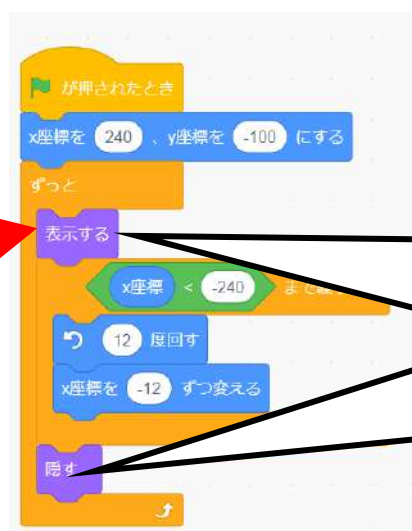 が押されたとき
x座標を 240 、y座標を -100 にする
ずっと
表示する
x座標 < -240 まで
12 度回す
x座標を -12 ずつ変える
隠す